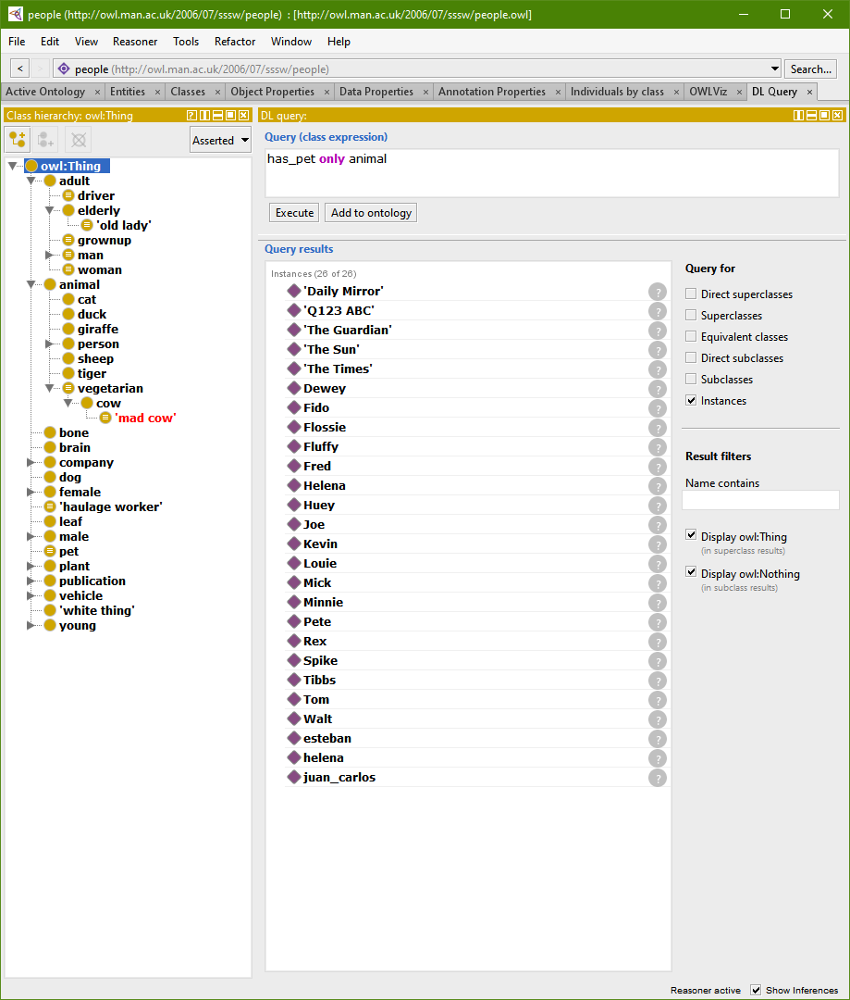 people (http://owl.man.ac.uk/2006/07/sssw/people) : [http://owl.man.ac.uk/2006/07/sssw/people.owl]
File Edit View Reasoner Tools Refactor Window Help
< > people (http://owl.man.ac.uk/2006/07/sssw/people) Search...
Active Ontology × Entities × Classes × Object Properties × Data Properties × Annotation Properties × Individuals by class × OWLViz × DL Query ×
Class hierarchy: owl:Thing
Asserted
owl:Thing
adult
driver
elderly
'old lady'
grownup
man
woman
animal
cat
duck
giraffe
person
sheep
tiger
vegetarian
cow
'mad cow'
bone
brain
company
dog
female
'haulage worker'
leaf
male
pet
plant
publication
vehicle
'white thing'
young
DL query:
Query (class expression)
has_pet only animal
Execute Add to ontology
Query results
Instances (26 of 26)
'Daily Mirror' ?
'Q123 ABC' ?
'The Guardian' ?
'The Sun' ?
'The Times' ?
Dewey ?
Fido ?
Flossie ?
Fluffy ?
Fred ?
Helena ?
Huey ?
Joe ?
Kevin ?
Louie ?
Mick ?
Minnie ?
Pete ?
Rex ?
Spike ?
Tibbs ?
Tom ?
Walt ?
esteban ?
helena ?
juan_carlos ?
Query for
Direct superclasses
Superclasses
Equivalent classes
Direct subclasses
Subclasses
Instances
Result filters
Name contains
Display owl:Thing
(in superclass results)
Display owl:Nothing
(in subclass results)
Reasoner active Show Inferences